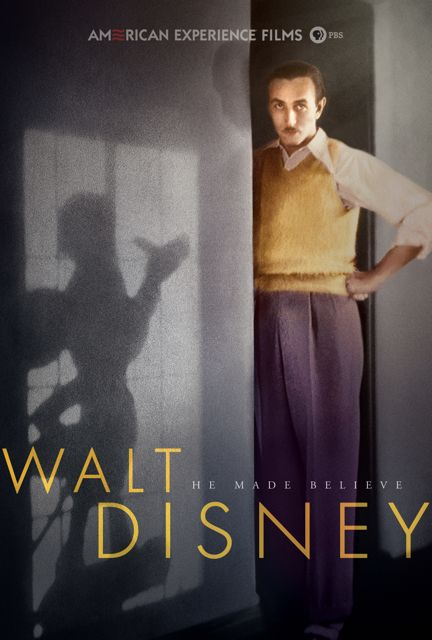 AMERICAN EXPERIENCE FILMS PBS
WALT
HE MADE BELIEVE
DISNEY